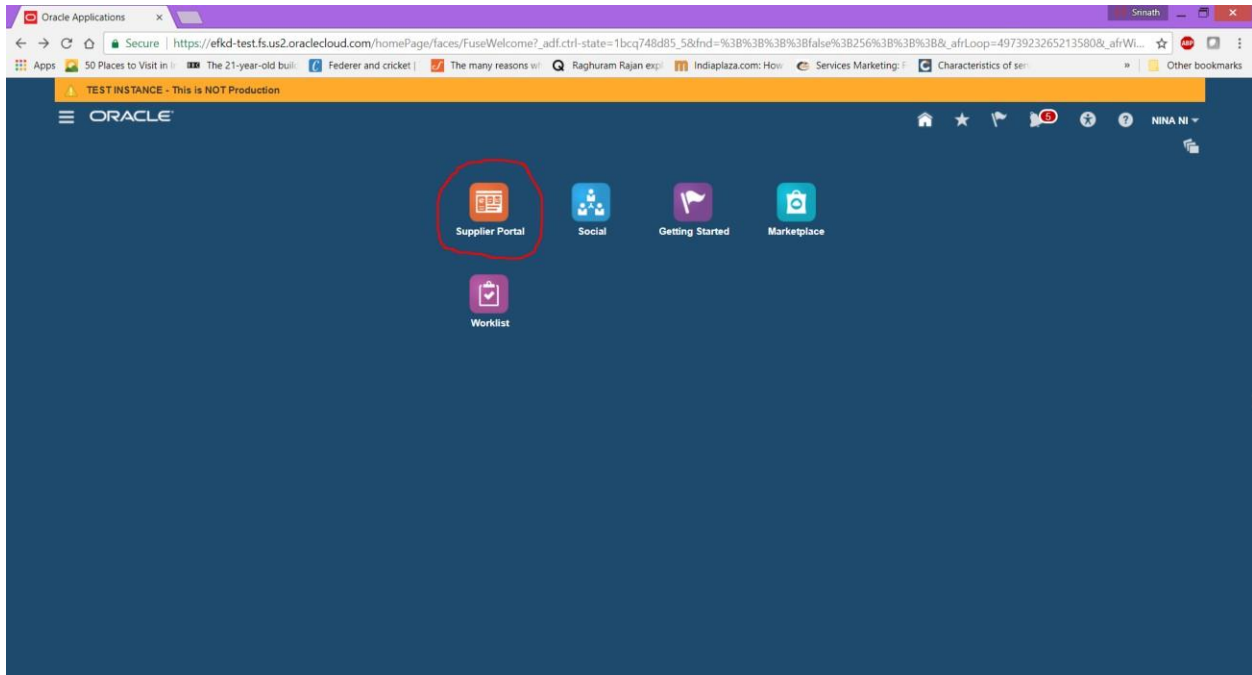 Oracle Applications
Srinath
Secure https://efkd-test.fs.us2.oraclecloud.com/homePage/faces/FuseWelcome?_adf.ctrl-state=1bcq748d85_5&fnd=%3B%3B%3B%3Bfalse%3B256%3B%3B%3B&_afrLoop=4973923265213580&_afrWi...
Apps 50 Places to Visit in The 21-year-old Federer and cricket | The many reasons Raghuram Rajan Indiaplaza.com: How Services Marketing: Characteristics of » Other bookmarks
TEST INSTANCE - This is NOT Production
ORACLE 5 NINA NI
Supplier Portal Social Getting Started Marketplace
Worklist